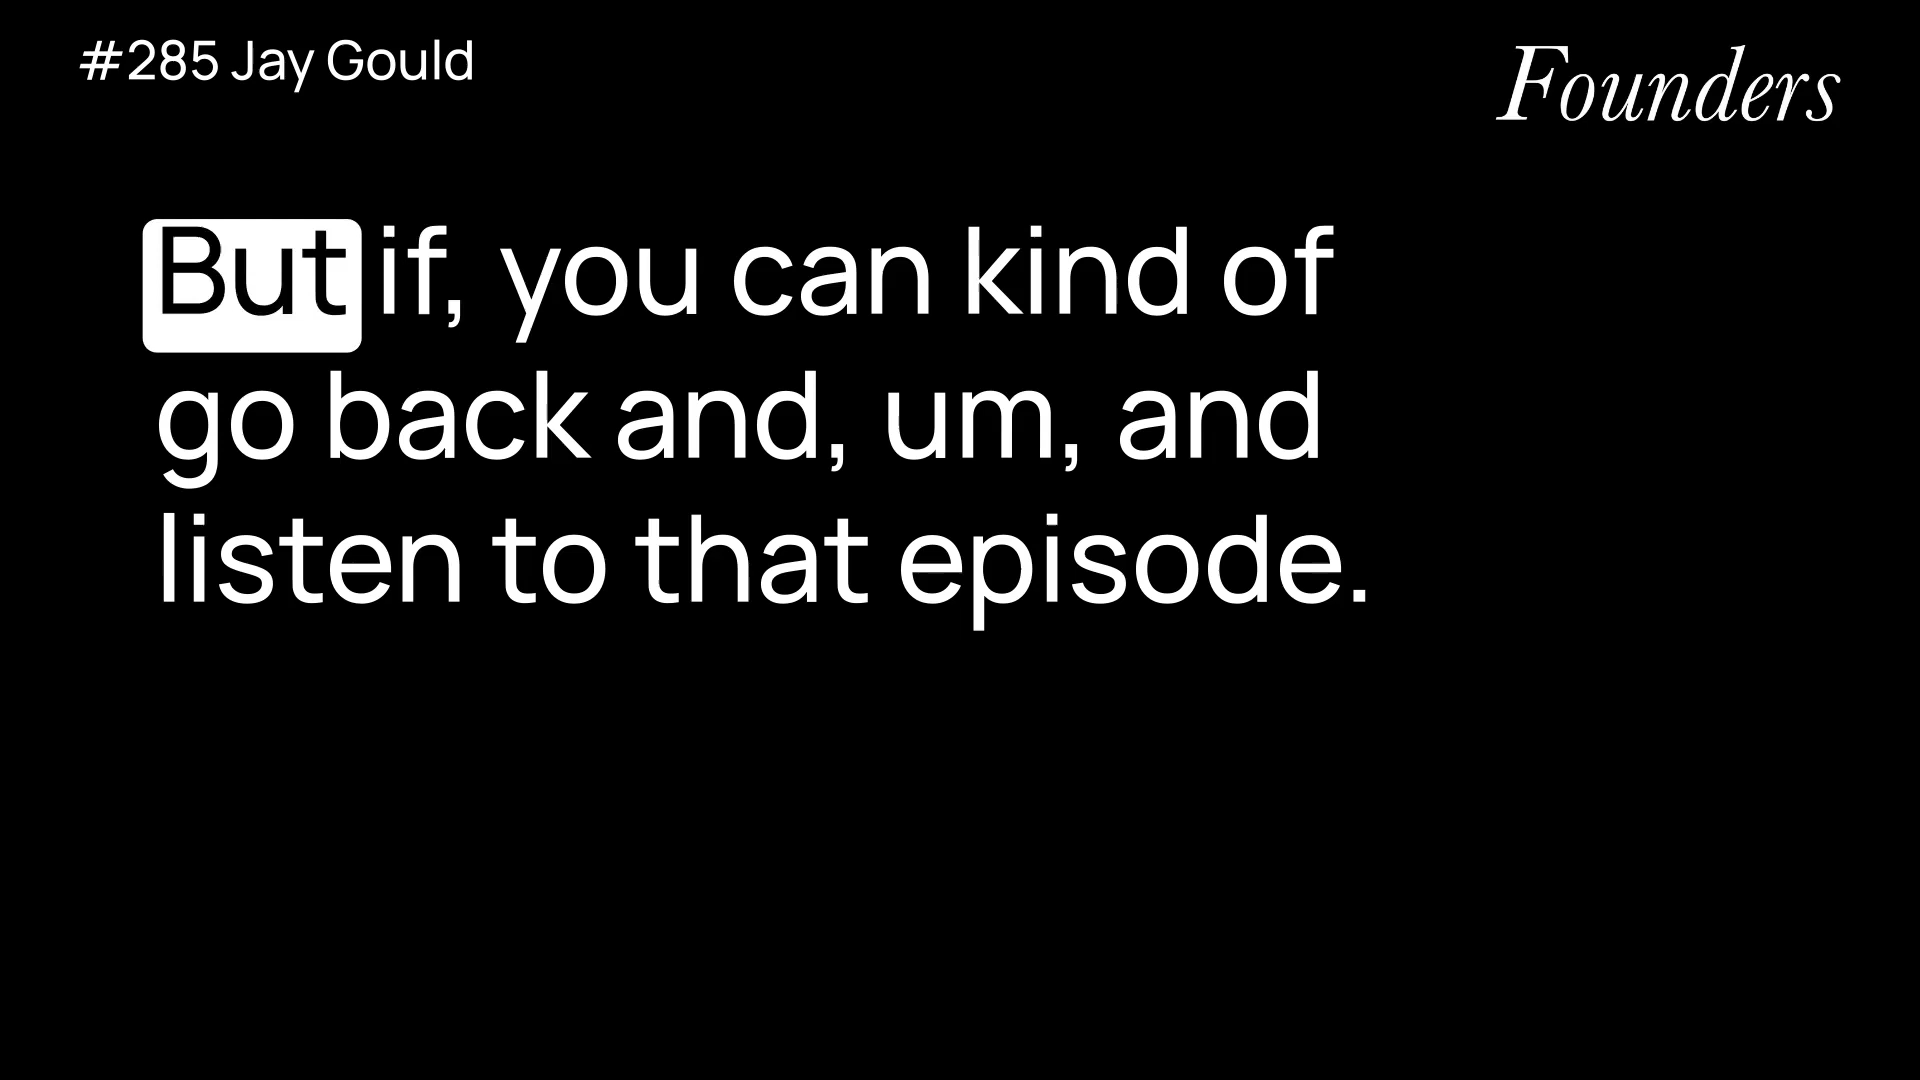 #285 Jay Gould
Founders
But if, you can kind of
go back and, um, and
listen to that episode.